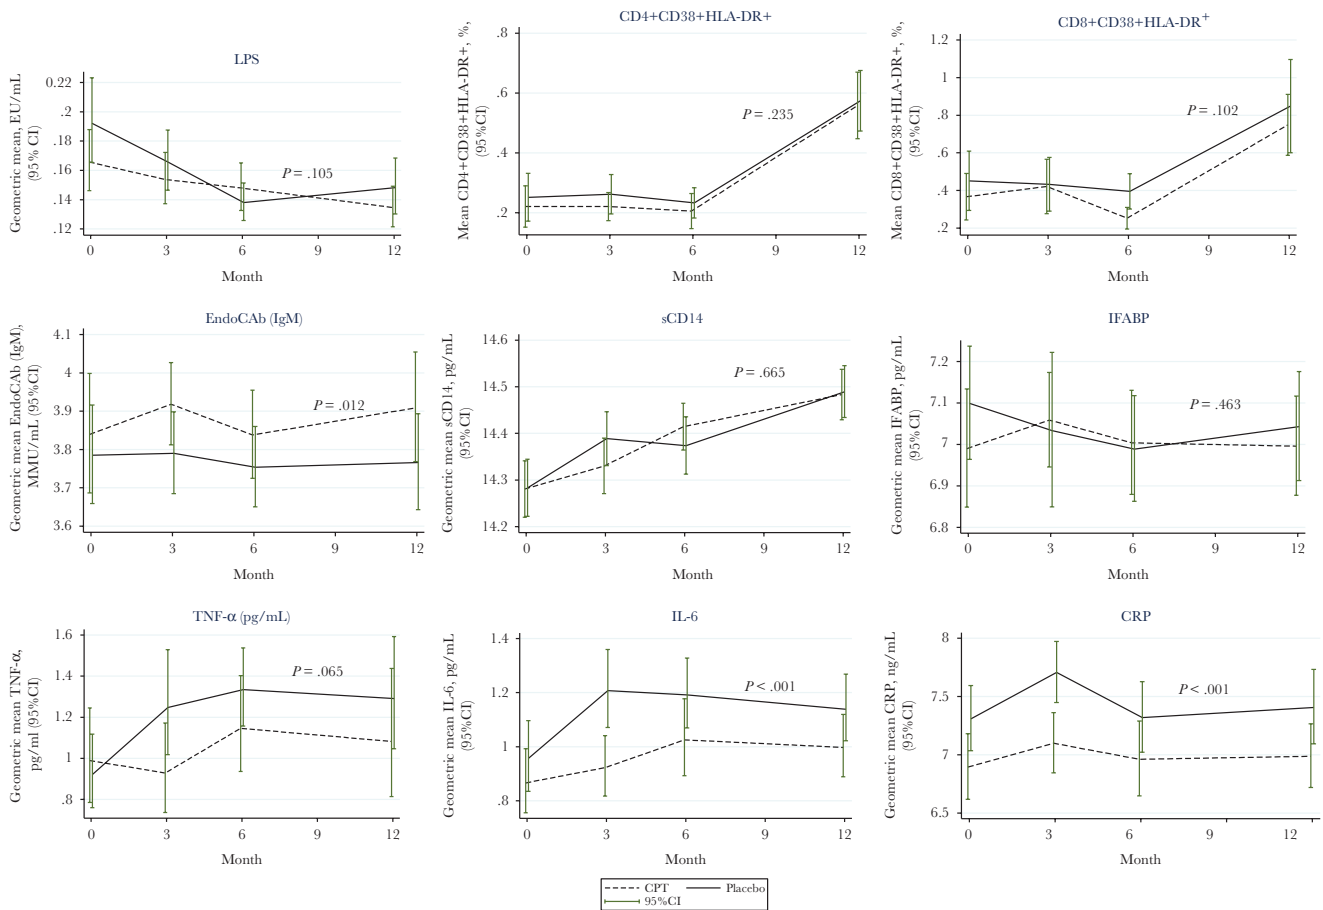 LPS
Geometric mean, EU/mL
(95% CI)
0.22
.2
.18
.16
.14
.12
P = .105
0 3 6 9 12
Month
CD4+CD38+HLA-DR+
Mean CD4+CD38+HLA-DR+, %,
(95%CI)
.8
.6
.4
.2
P = .235
0 3 6 9 12
Month
CD8+CD38+HLA-DR+
Mean CD8+CD38+HLA-DR+, %,
(95%CI)
1.2
1
.8
.6
.4
.2
P = .102
0 3 6 9 12
Month
EndoCAb (IgM)
Geometric mean EndoCAb (IgM),
MMU/mL (95%CI)
4.1
4
3.9
3.8
3.7
3.6
P = .012
0 3 6 9 12
Month
sCD14
Geometric mean sCD14, pg/mL
(95%CI)
14.6
14.5
14.4
14.3
14.2
P = .665
0 3 6 9 12
Month
IFABP
Geometric mean IFABP, pg/mL
(95%CI)
7.2
7.1
7
6.9
6.8
P = .463
0 3 6 9 12
Month
TNF-α (pg/mL)
Geometric mean TNF-α,
pg/ml (95%CI)
1.6
1.4
1.2
1
.8
P = .065
0 3 6 9 12
Month
IL-6
Geometric mean IL-6, pg/mL
(95%CI)
1.4
1.2
1
.8
P < .001
0 3 6 9 12
Month
CRP
Geometric mean CRP, ng/mL
(95%CI)
8
7.5
7
6.5
P < .001
0 3 6 12
Month
CPT Placebo
95%CI